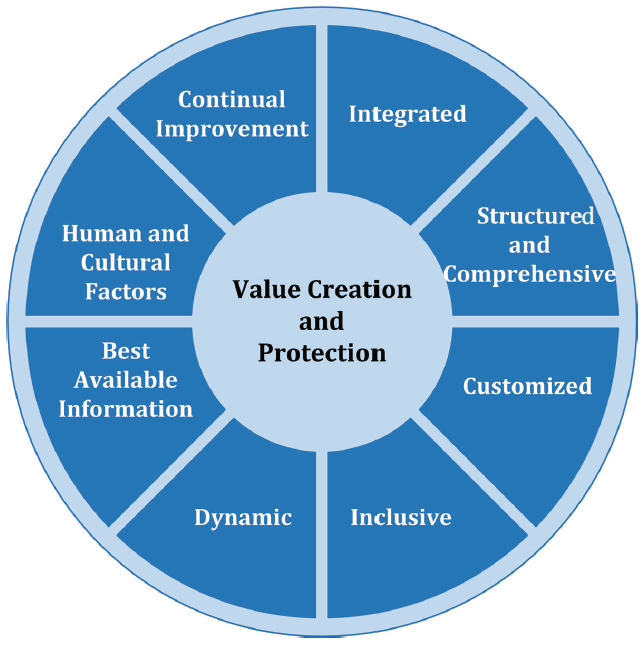 Continual
Improvement
Integrated
Structured
and
Comprehensive
Customized
Inclusive
Dynamic
Best
Available
Information
Human and
Cultural
Factors
Value Creation
and
Protection